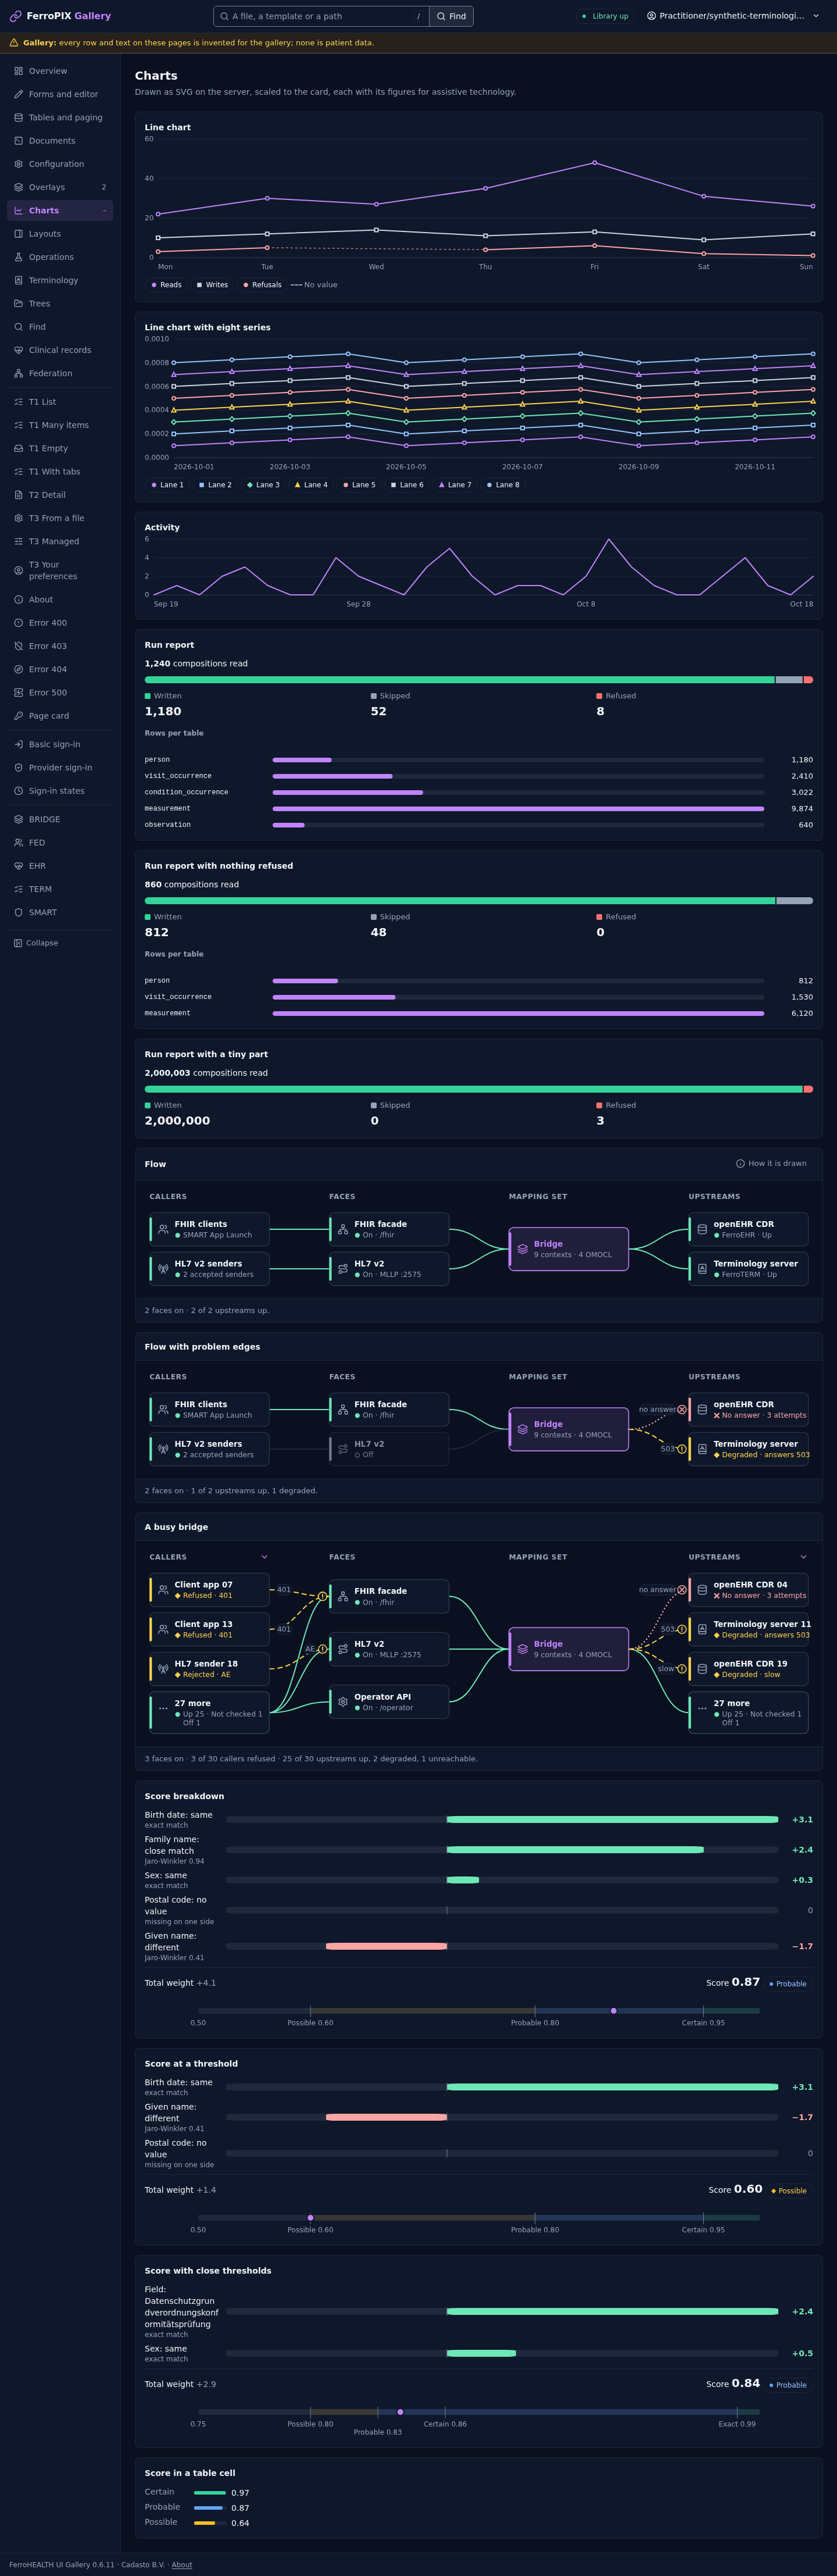 FerroPIX Gallery
A file, a template or a path
/
Find
Library up
Practitioner/synthetic-terminologi...
Gallery: every row and text on these pages is invented for the gallery; none is patient data.
Overview
Forms and editor
Tables and paging
Documents
Configuration
Overlays 2
Charts –
Layouts
Operations
Terminology
Trees
Find
Clinical records
Federation
T1 List
T1 Many items
T1 Empty
T1 With tabs
T2 Detail
T3 From a file
T3 Managed
T3 Your
preferences
About
Error 400
Error 403
Error 404
Error 500
Page card
Basic sign-in
Provider sign-in
Sign-in states
BRIDGE
FED
EHR
TERM
SMART
Collapse
Charts
Drawn as SVG on the server, scaled to the card, each with its figures for assistive technology.
Line chart
60
40
20
0
Mon Tue Wed Thu Fri Sat Sun
Reads Writes Refusals No value
Line chart with eight series
0.0010
0.0008
0.0006
0.0004
0.0002
0.0000
2026-10-01 2026-10-03 2026-10-05 2026-10-07 2026-10-09 2026-10-11
Lane 1 Lane 2 Lane 3 Lane 4 Lane 5 Lane 6 Lane 7 Lane 8
Activity
6
4
2
0
Sep 19 Sep 28 Oct 8 Oct 18
Run report
1,240 compositions read
Written Skipped Refused
1,180 52 8
Rows per table
person 1,180
visit_occurrence 2,410
condition_occurrence 3,022
measurement 9,874
observation 640
Run report with nothing refused
860 compositions read
Written Skipped Refused
812 48 0
Rows per table
person 812
visit_occurrence 1,530
measurement 6,120
Run report with a tiny part
2,000,003 compositions read
Written Skipped Refused
2,000,000 0 3
Flow
How it is drawn
CALLERS FACES MAPPING SET UPSTREAMS
FHIR clients
SMART App Launch
HL7 v2 senders
2 accepted senders
FHIR facade
On · /fhir
HL7 v2
On · MLLP :2575
Bridge
9 contexts · 4 OMOCL
openEHR CDR
FerroEHR · Up
Terminology server
FerroTERM · Up
2 faces on · 2 of 2 upstreams up.
Flow with problem edges
CALLERS FACES MAPPING SET UPSTREAMS
FHIR clients
SMART App Launch
HL7 v2 senders
2 accepted senders
FHIR facade
On · /fhir
HL7 v2
Off
Bridge
9 contexts · 4 OMOCL
no answer
503
openEHR CDR
No answer · 3 attempts
Terminology server
Degraded · answers 503
2 faces on · 1 of 2 upstreams up, 1 degraded.
A busy bridge
CALLERS FACES MAPPING SET UPSTREAMS
Client app 07
Refused · 401
Client app 13
Refused · 401
HL7 sender 18
Rejected · AE
27 more
Up 25 · Not checked 1
Off 1
401
401
AE
FHIR facade
On · /fhir
HL7 v2
On · MLLP :2575
Operator API
On · /operator
Bridge
9 contexts · 4 OMOCL
no answer
503
slow
openEHR CDR 04
No answer · 3 attempts
Terminology server 11
Degraded · answers 503
openEHR CDR 19
Degraded · slow
27 more
Up 25 · Not checked 1
Off 1
3 faces on · 3 of 30 callers refused · 25 of 30 upstreams up, 2 degraded, 1 unreachable.
Score breakdown
Birth date: same
exact match
+3.1
Family name:
close match
Jaro-Winkler 0.94
+2.4
Sex: same
exact match
+0.3
Postal code: no
value
missing on one side
0
Given name:
different
Jaro-Winkler 0.41
−1.7
Total weight +4.1
Score 0.87 Probable
0.50 Possible 0.60 Probable 0.80 Certain 0.95
Score at a threshold
Birth date: same
exact match
+3.1
Given name:
different
Jaro-Winkler 0.41
−1.7
Postal code: no
value
missing on one side
0
Total weight +1.4
Score 0.60 Possible
0.50 Possible 0.60 Probable 0.80 Certain 0.95
Score with close thresholds
Field:
Datenschutzgrun
dverordnungskonf
ormitätsprüfung
exact match
+2.4
Sex: same
exact match
+0.5
Total weight +2.9
Score 0.84 Probable
0.75 Possible 0.80 Certain 0.86 Exact 0.99
Probable 0.83
Score in a table cell
Certain 0.97
Probable 0.87
Possible 0.64
FerroHEALTH UI Gallery 0.6.11 · Cadasto B.V. · About